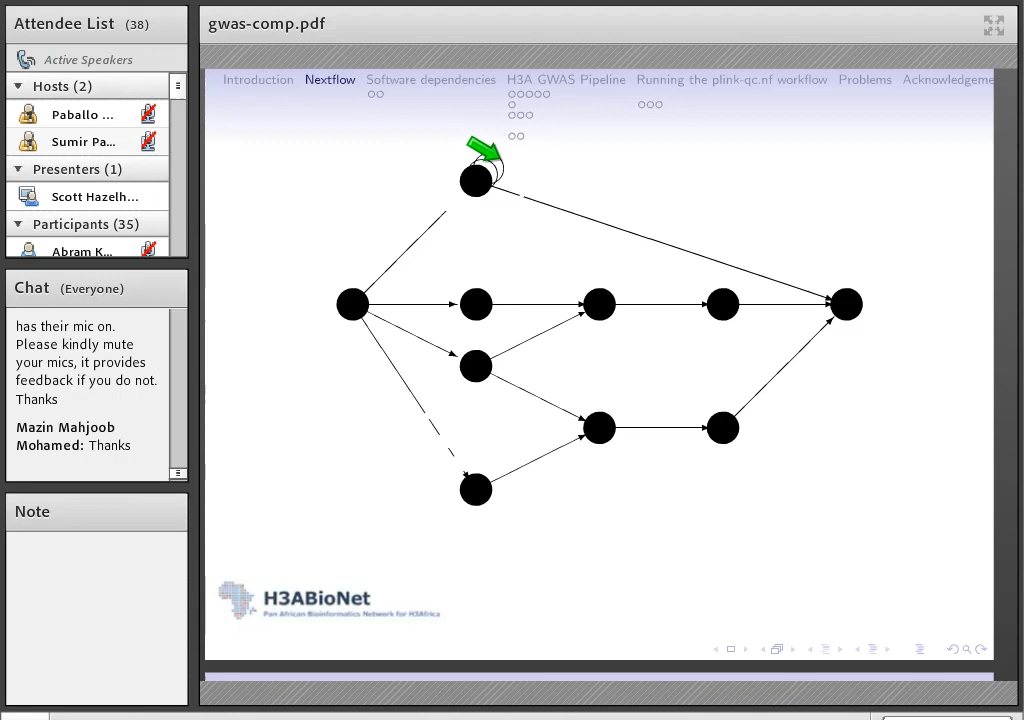 Attendee List (38)
Active Speakers
Hosts (2)
Paballo ...
Sumir Pa...
Presenters (1)
Scott Hazelh...
Participants (35)
Abram K...
Chat (Everyone)
has their mic on.
Please kindly mute
your mics, it provides
feedback if you do not.
Thanks
Mazin Mahjoob
Mohamed: Thanks
Note
gwas-comp.pdf
Introduction Nextflow Software dependencies H3A GWAS Pipeline Running the plink-qc.nf workflow Problems Acknowledgeme
H3ABioNet
Pan African Bioinformatics Network for H3Africa